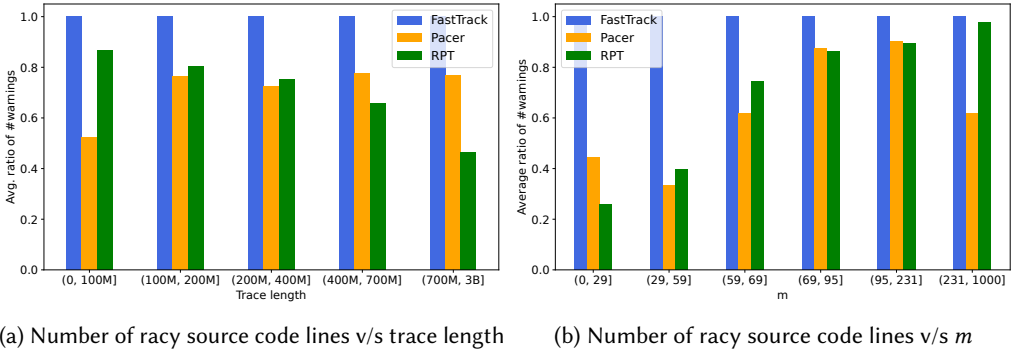 Avg. ratio of #warnings
1.0
0.8
0.6
0.4
0.2
0.0
FastTrack
Pacer
RPT
(0, 100M]
(100M, 200M]
(200M, 400M]
(400M, 700M]
(700M, 3B]
Trace length
(a) Number of racy source code lines v/s trace length
Average ratio of #warnings
1.0
0.8
0.6
0.4
0.2
0.0
FastTrack
Pacer
RPT
(0, 29]
(29, 59]
(59, 69]
(69, 95]
(95, 231]
(231, 1000]
m
(b) Number of racy source code lines v/s m